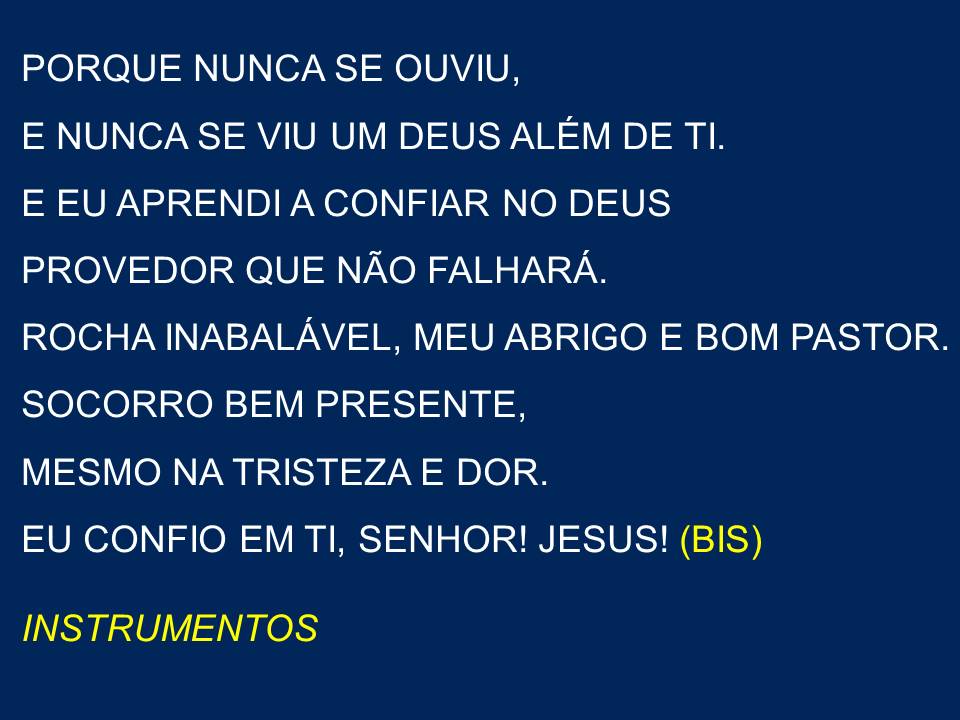 PORQUE NUNCA SE OUVIU,
E NUNCA SE VIU UM DEUS ALÉM DE TI.
E EU APRENDI A CONFIAR NO DEUS
PROVEDOR QUE NÃO FALHARÁ.
ROCHA INABALÁVEL, MEU ABRIGO E BOM PASTOR.
SOCORRO BEM PRESENTE,
MESMO NA TRISTEZA E DOR.
EU CONFIO EM TI, SENHOR! JESUS! (BIS)
INSTRUMENTOS